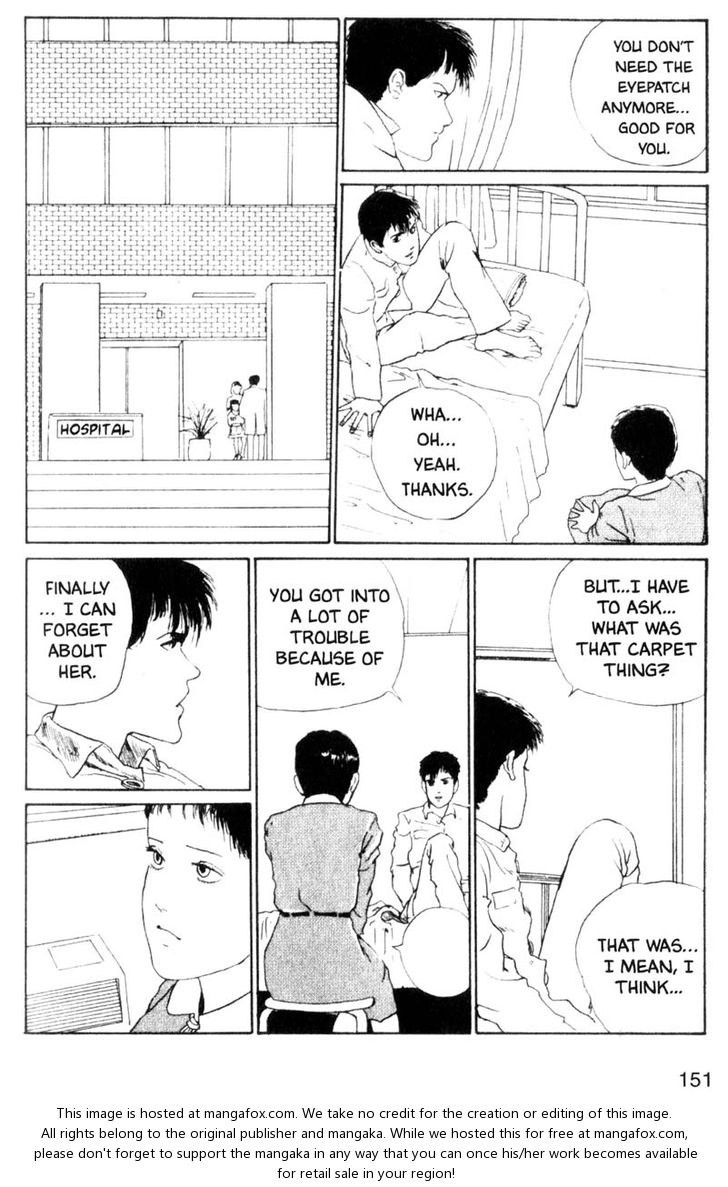 YOU DON'T
NEED THE
EYEPATCH
ANYMORE...
GOOD FOR
YOU.
HOSPITAL
WHA...
OH...
YEAH.
THANKS.
FINALLY
... I CAN
FORGET
ABOUT
HER.
YOU GOT INTO
A LOT OF
TROUBLE
BECAUSE OF
ME.
BUT...I HAVE
TO ASK...
WHAT WAS
THAT CARPET
THING?
THAT WAS...
I MEAN, I
THINK...
151
This image is hosted at mangafox.com. We take no credit for the creation or editing of this image.
All rights belong to the original publisher and mangaka. While we hosted this for free at mangafox.com,
please don't forget to support the mangaka in any way that you can once his/her work becomes available
for retail sale in your region!